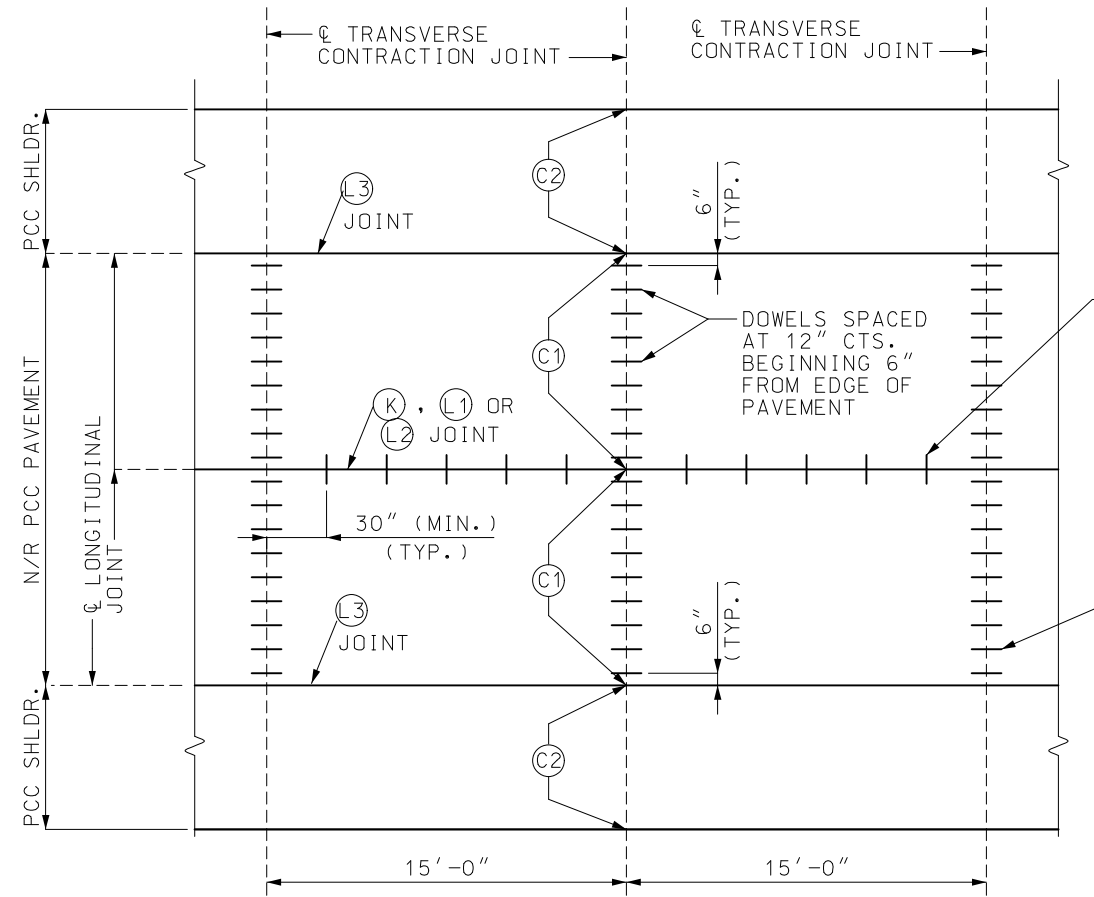 ℄ TRANSVERSE
CONTRACTION JOINT
℄ TRANSVERSE
CONTRACTION JOINT
PCC SHLDR.
C2
6"
(TYP.)
L3
JOINT
N/R PCC PAVEMENT
℄ LONGITUDINAL
JOINT
C1
DOWELS SPACED
AT 12" CTS.
BEGINNING 6"
FROM EDGE OF
PAVEMENT
K , L1 OR
L2 JOINT
30" (MIN.)
(TYP.)
C1
L3
JOINT
6"
(TYP.)
PCC SHLDR.
C2
15'-0"
15'-0"